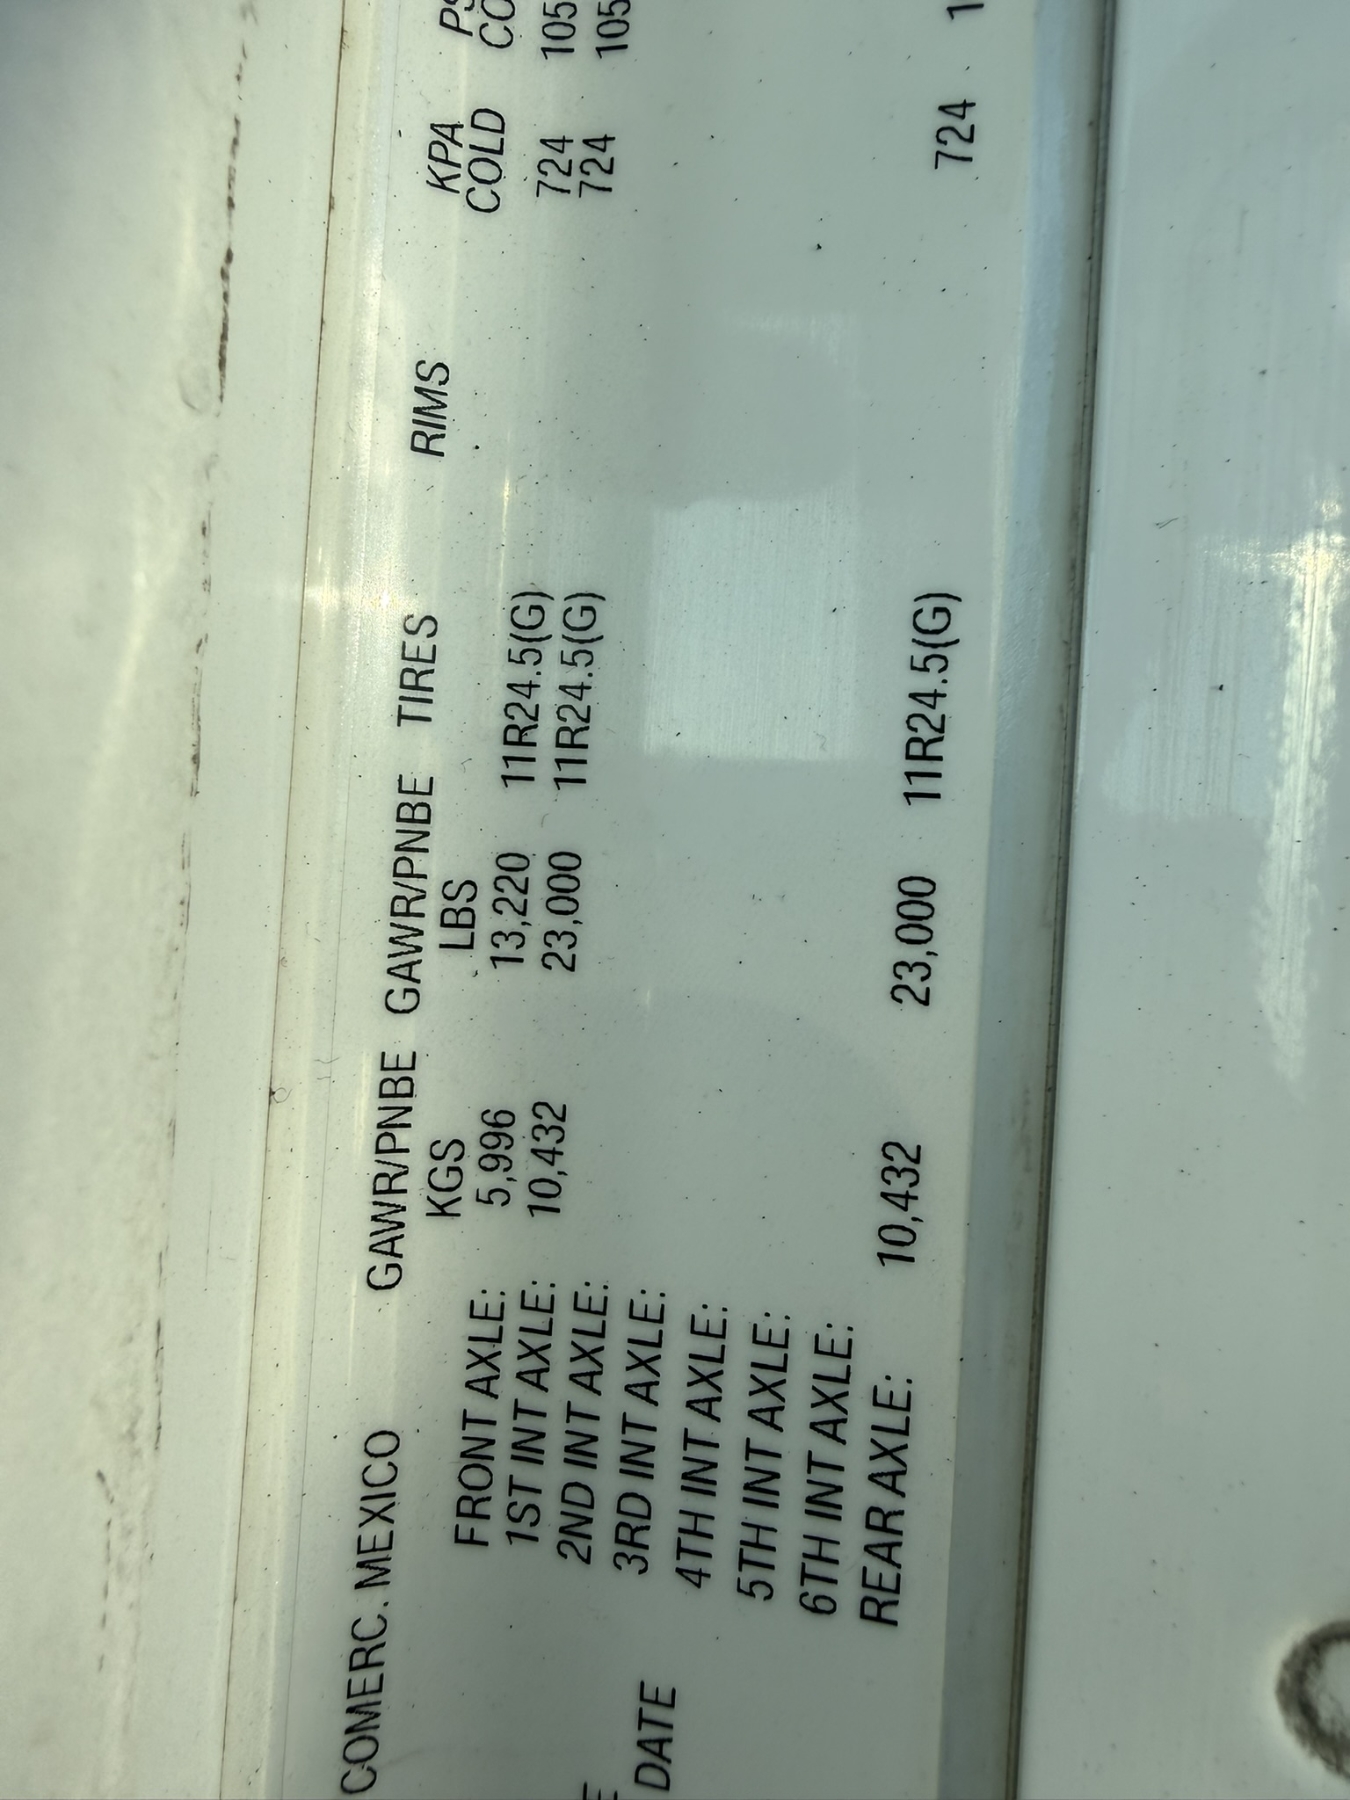 COMERC. MEXICO GAWR/PNBE GAWR/PNBE TIRES RIMS KPA
KGS LBS COLD
FRONT AXLE: 5,996 13,220 11R24.5(G) 724 105
1ST INT AXLE: 10,432 23,000 11R24.5(G) 724 105
2ND INT AXLE:
3RD INT AXLE:
DATE
4TH INT AXLE:
5TH INT AXLE:
6TH INT AXLE:
REAR AXLE: 10,432 23,000 11R24.5(G) 724